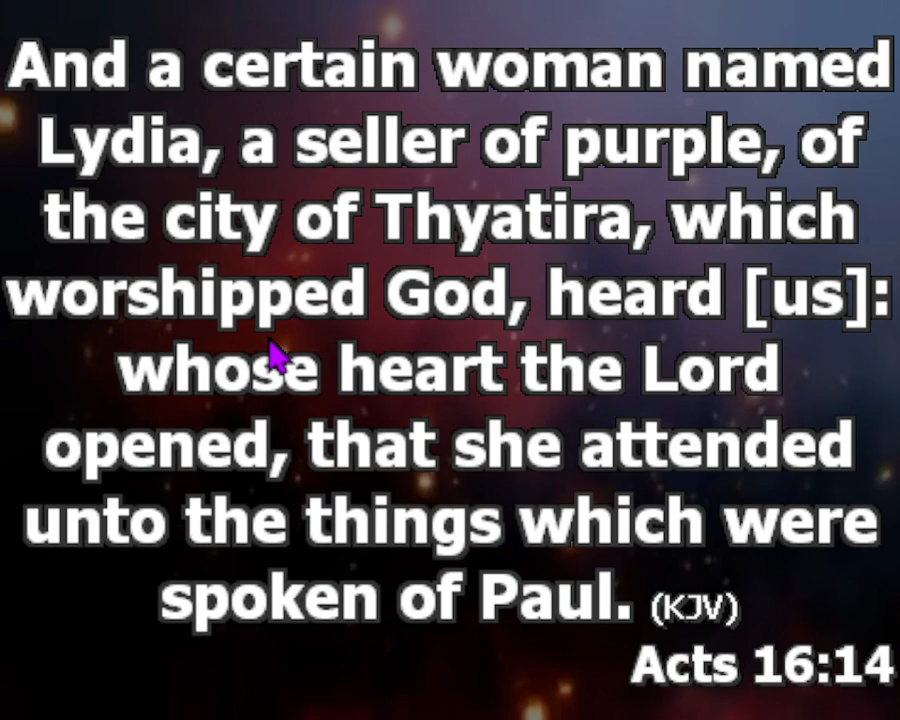 And a certain woman named
Lydia, a seller of purple, of
the city of Thyatira, which
worshipped God, heard [us]:
whose heart the Lord
opened, that she attended
unto the things which were
spoken of Paul. (KJV)
Acts 16:14